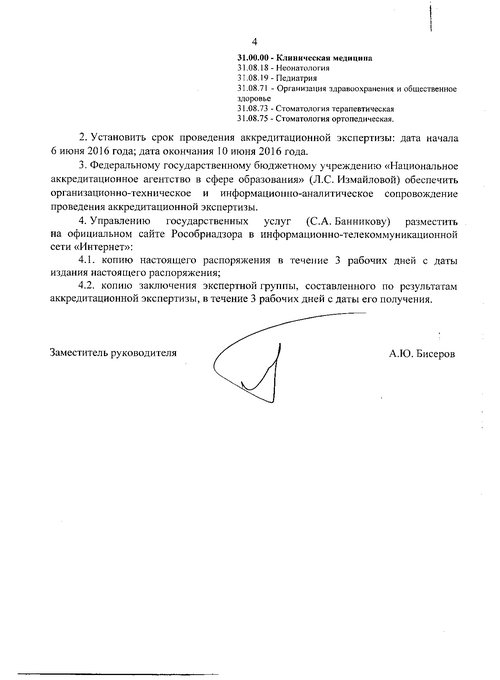 4
31.00.00 - Клиническая медицина
31.08.18 - Неонатология
31.08.19 - Педиатрия
31.08.71 - Организация здравоохранения и общественное
здоровье
31.08.73 - Стоматология терапевтическая
31.08.75 - Стоматология ортопедическая.
2. Установить срок проведения аккредитационной экспертизы: дата начала
6 июня 2016 года; дата окончания 10 июня 2016 года.
3. Федеральному государственному бюджетному учреждению «Национальное
аккредитационное агентство в сфере образования» (Л.С. Измайловой) обеспечить
организационно-техническое и информационно-аналитическое сопровождение
проведения аккредитационной экспертизы.
4. Управлению государственных услуг (С.А. Банникову) разместить
на официальном сайте Рособрнадзора в информационно-телекоммуникационной
сети «Интернет»:
4.1. копию настоящего распоряжения в течение 3 рабочих дней с даты
издания настоящего распоряжения;
4.2. копию заключения экспертной группы, составленного по результатам
аккредитационной экспертизы, в течение 3 рабочих дней с даты его получения.
Заместитель руководителя А.Ю. Бисеров